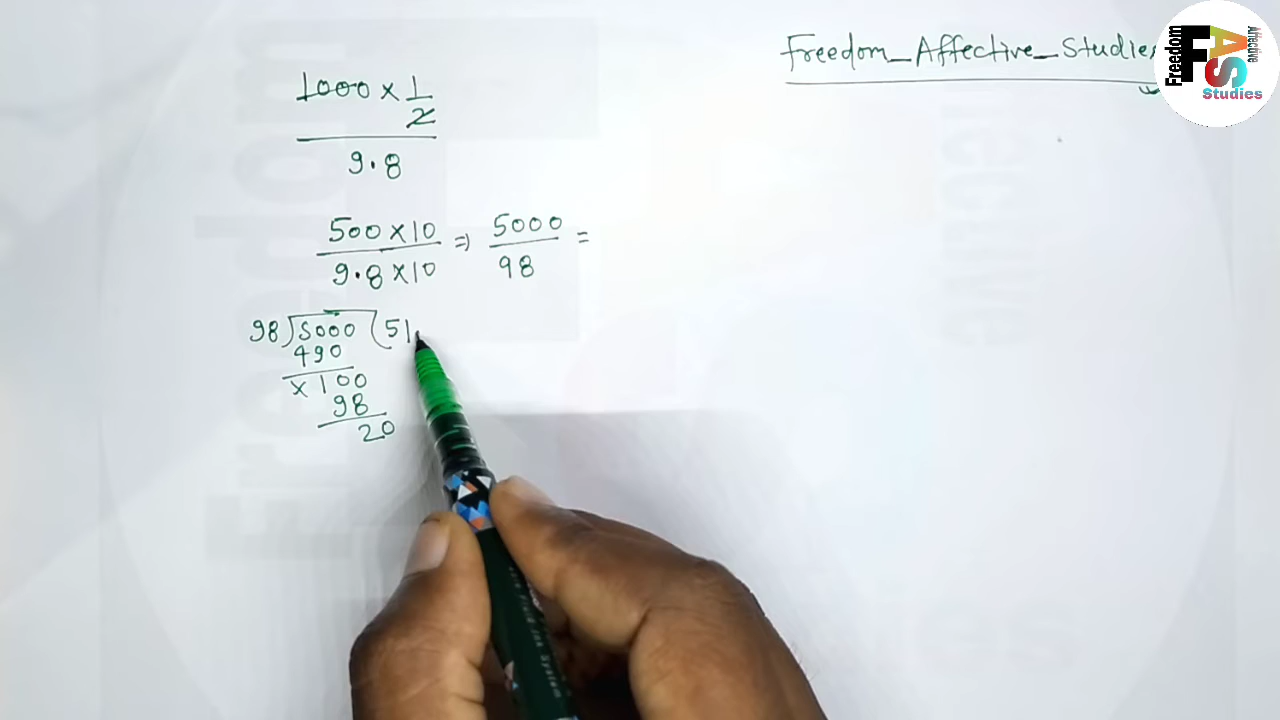 Freedom_Affective_Studies
Freedom
FAS
Affective
Studies
1000 × 1
2
9.8
500 × 10 ⇒ 5000 =
9.8 × 10 98
98)5000(51.
490
×100
98
20